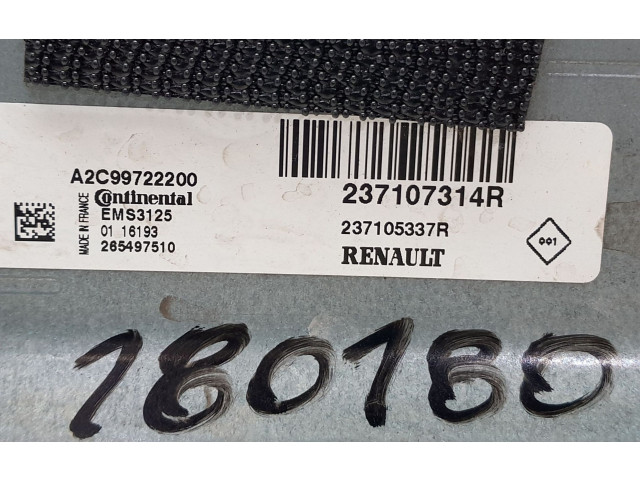 A2C99722200
Continental
EMS3125
01 16193
265497510
MADE IN FRANCE
237107314R
237105337R
RENAULT
001
180180